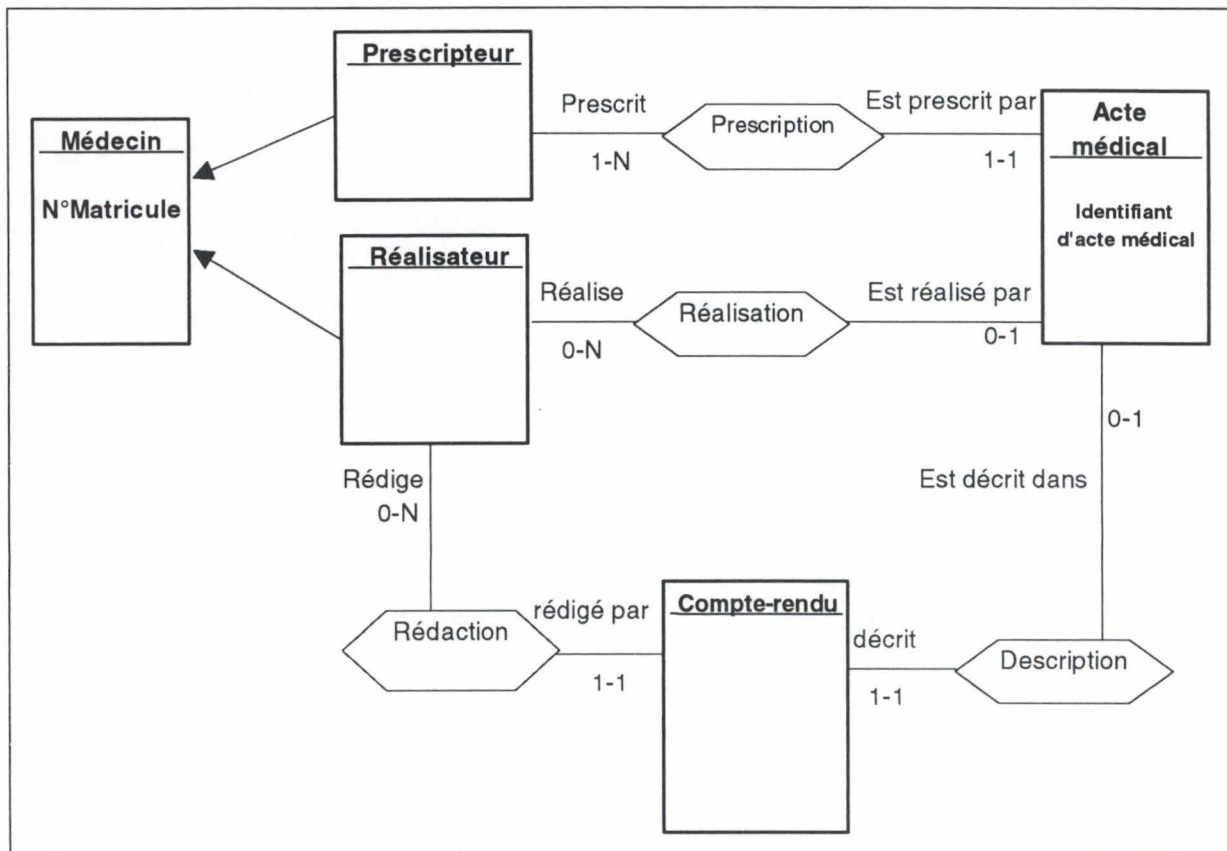 Prescripteur
Médecin
N°Matricule
Prescrit
1-N
Prescription
Est prescrit par
1-1
Acte
médical
Identifiant
d'acte médical
Réalisateur
Réalise
0-N
Réalisation
Est réalisé par
0-1
0-1
Est décrit dans
Rédige
0-N
Rédaction
rédigé par
1-1
Compte-rendu
décrit
1-1
Description